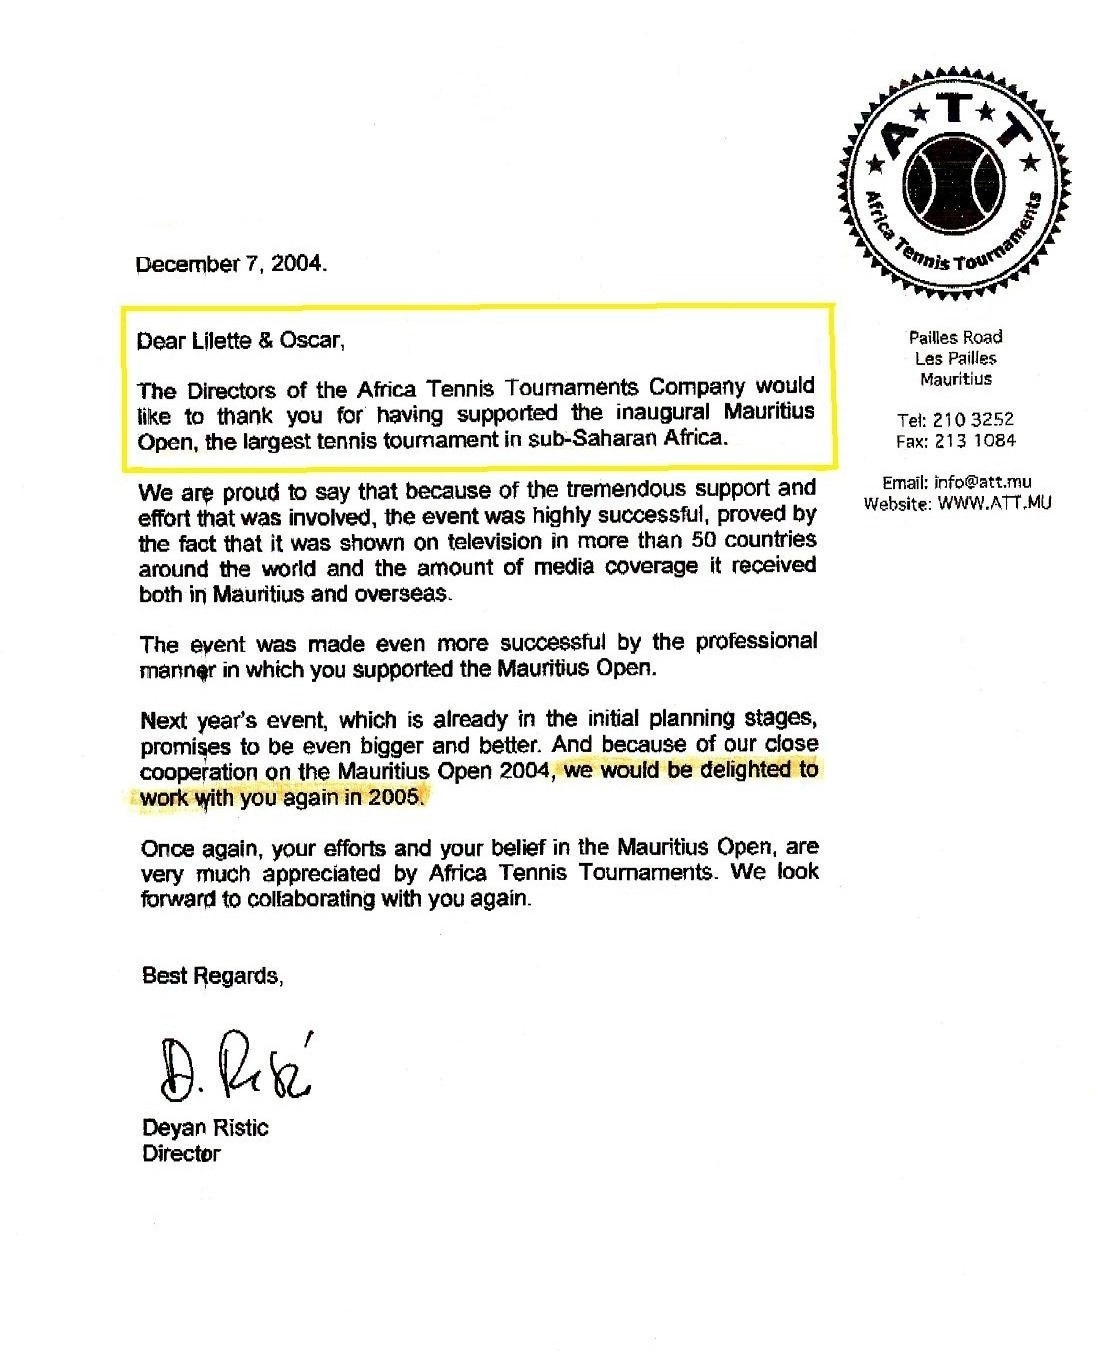 A ★ T ★ T
Africa Tennis Tournaments
December 7, 2004.
Pailles Road
Les Pailles
Mauritius
Tel: 210 3252
Fax: 213 1084
Email: info@att.mu
Website: WWW.ATT.MU
Dear Lilette & Oscar,
The Directors of the Africa Tennis Tournaments Company would
like to thank you for having supported the inaugural Mauritius
Open, the largest tennis tournament in sub-Saharan Africa.
We are proud to say that because of the tremendous support and
effort that was involved, the event was highly successful, proved by
the fact that it was shown on television in more than 50 countries
around the world and the amount of media coverage it received
both in Mauritius and overseas.
The event was made even more successful by the professional
manner in which you supported the Mauritius Open.
Next year's event, which is already in the initial planning stages,
promises to be even bigger and better. And because of our close
cooperation on the Mauritius Open 2004, we would be delighted to
work with you again in 2005.
Once again, your efforts and your belief in the Mauritius Open, are
very much appreciated by Africa Tennis Tournaments. We look
forward to collaborating with you again.
Best Regards,
D. Ristić
Deyan Ristic
Director